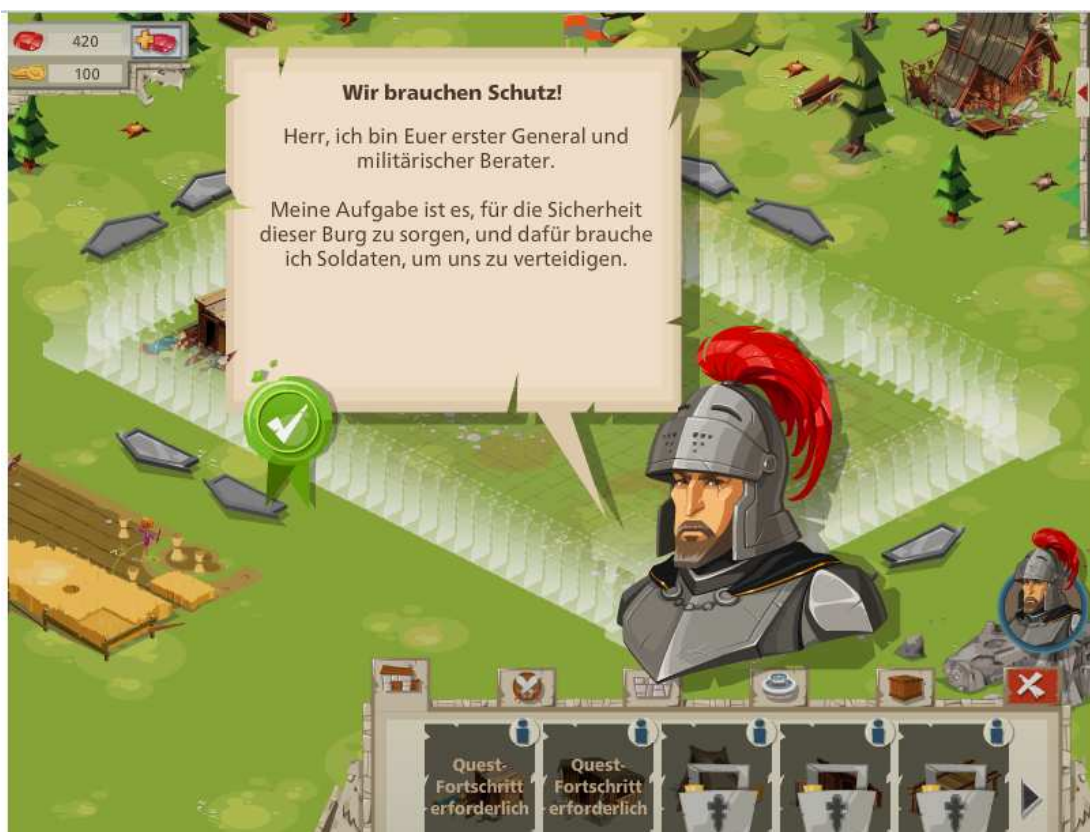 420
100
Wir brauchen Schutz!
Herr, ich bin Euer erster General und
militärischer Berater.
Meine Aufgabe ist es, für die Sicherheit
dieser Burg zu sorgen, und dafür brauche
ich Soldaten, um uns zu verteidigen.
Quest-
Fortschritt
erforderlich
Quest-
Fortschritt
erforderlich